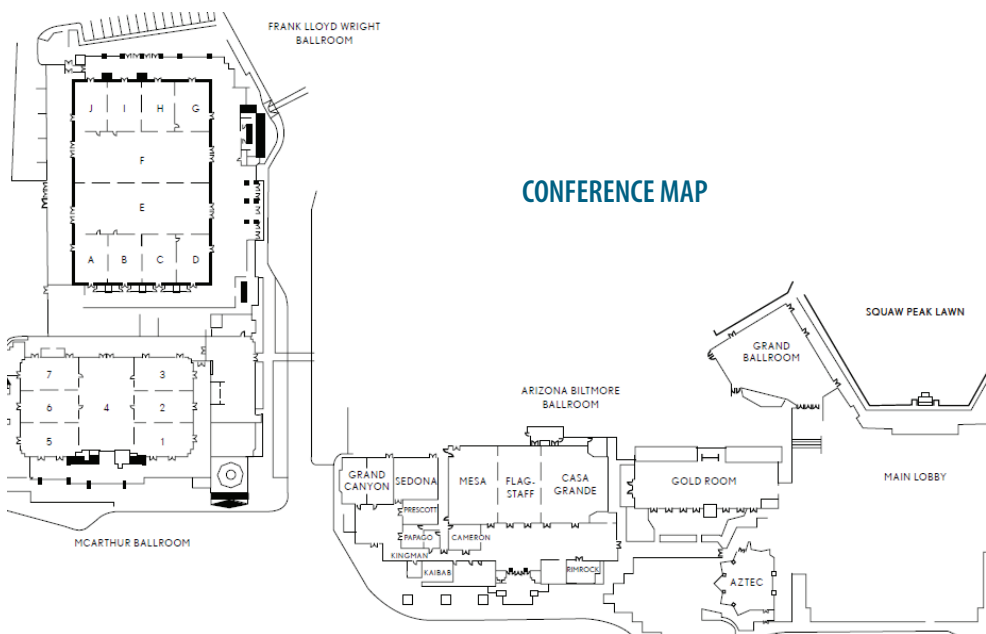 FRANK LLOYD WRIGHT
BALLROOM
J I H G
F
CONFERENCE MAP
E
A B C D
SQUAW PEAK LAWN
GRAND
BALLROOM
7 3
6 4 2
5 1
ARIZONA BILTMORE
BALLROOM
GRAND
CANYON
SEDONA
MESA
FLAG-
STAFF
CASA
GRANDE
GOLD ROOM
MAIN LOBBY
PRESCOTT
PAPAGO
CAMERON
MCARTHUR BALLROOM
KINGMAN
KAIBAB
RIMROCK
AZTEC